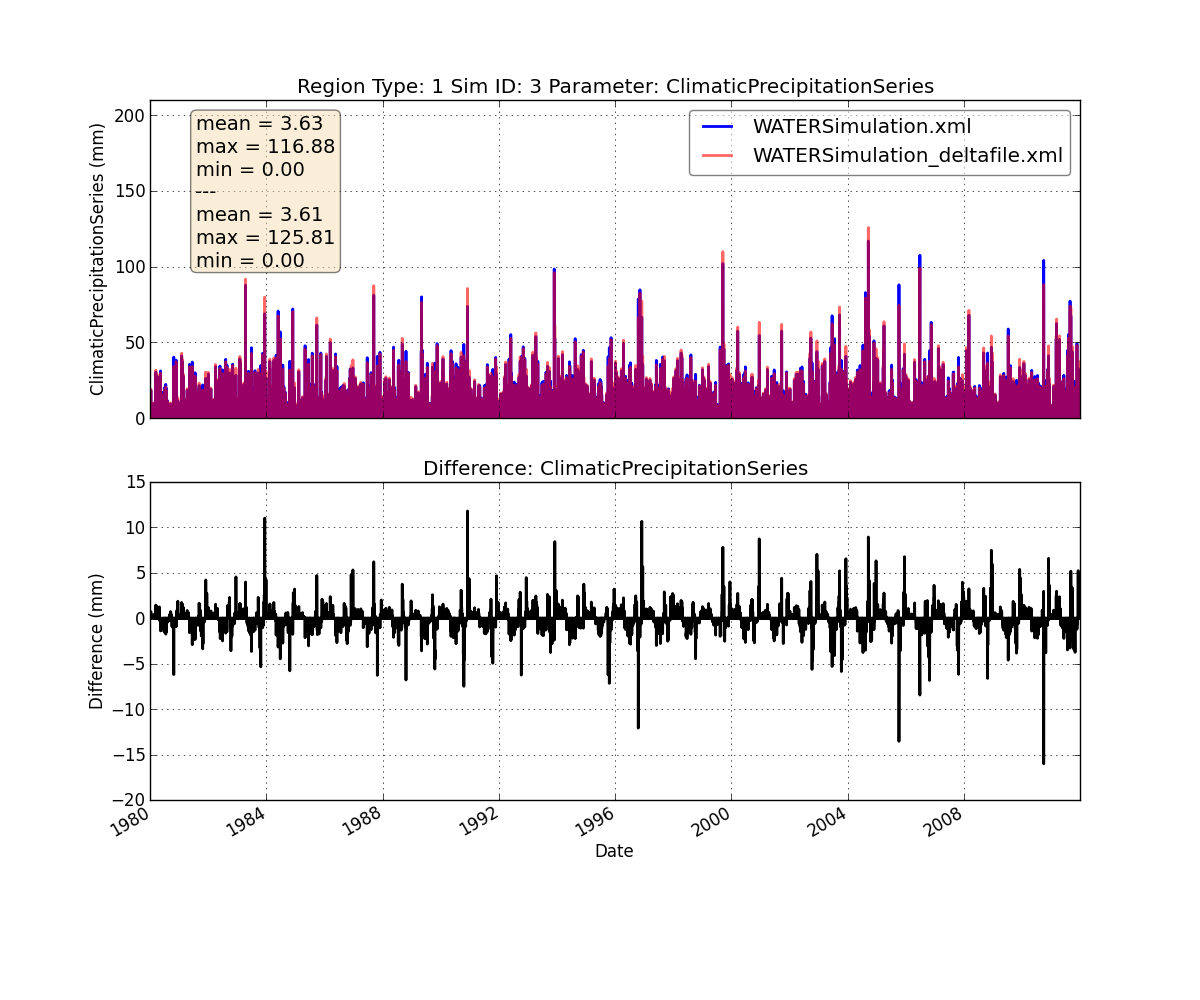 Region Type: 1 Sim ID: 3 Parameter: ClimaticPrecipitationSeries
ClimaticPrecipitationSeries (mm)
200
150
100
50
0
mean = 3.63
max = 116.88
min = 0.00
---
mean = 3.61
max = 125.81
min = 0.00
WATERSimulation.xml
WATERSimulation_deltafile.xml
Difference: ClimaticPrecipitationSeries
Difference (mm)
15
10
5
0
−5
−10
−15
−20
1980 1984 1988 1992 1996 2000 2004 2008
Date